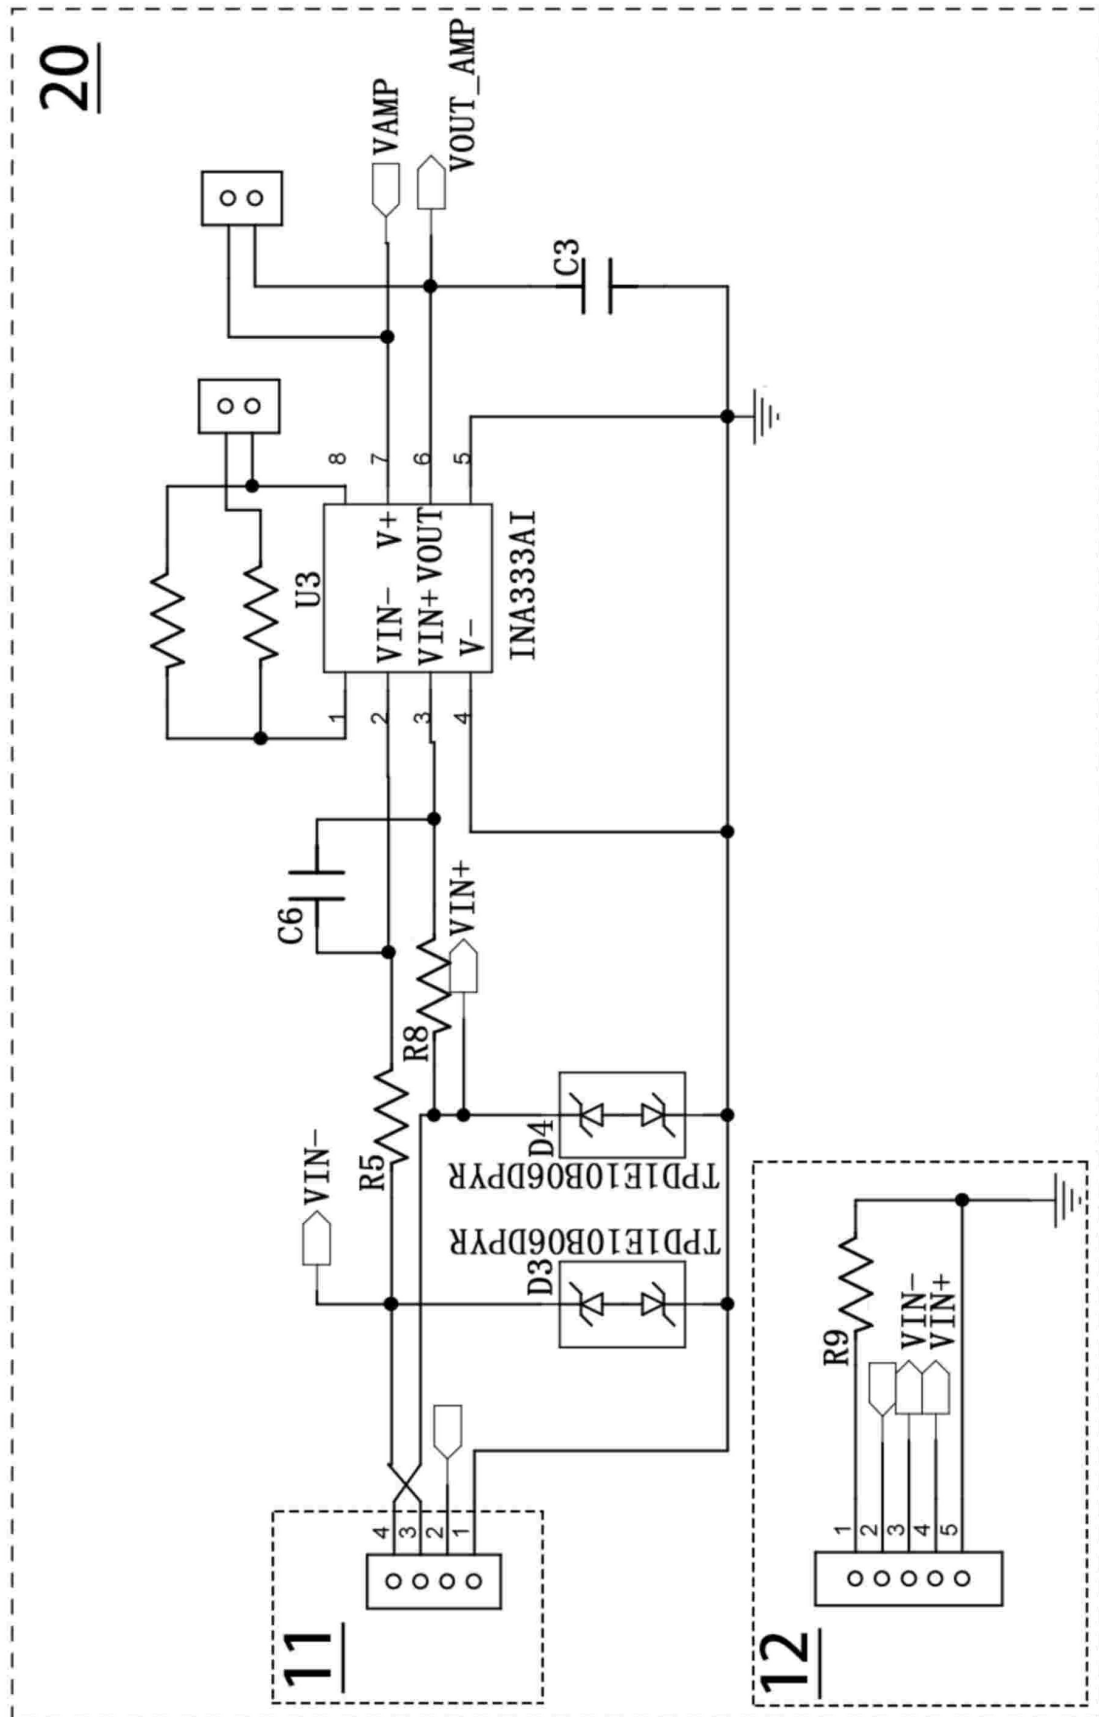 20
VAMP
VOUT_AMP
C3
8
7
6
5
U3
V+
VOUT
VIN-
VIN+
V-
INA333AI
1
2
3
4
C6
VIN+
R8
VIN-
R5
D4
TPD1E10B06DPYR
TPD1E10B06DPYR
D3
4
3
2
1
11
R9
VIN-
VIN+
1
2
3
4
5
12